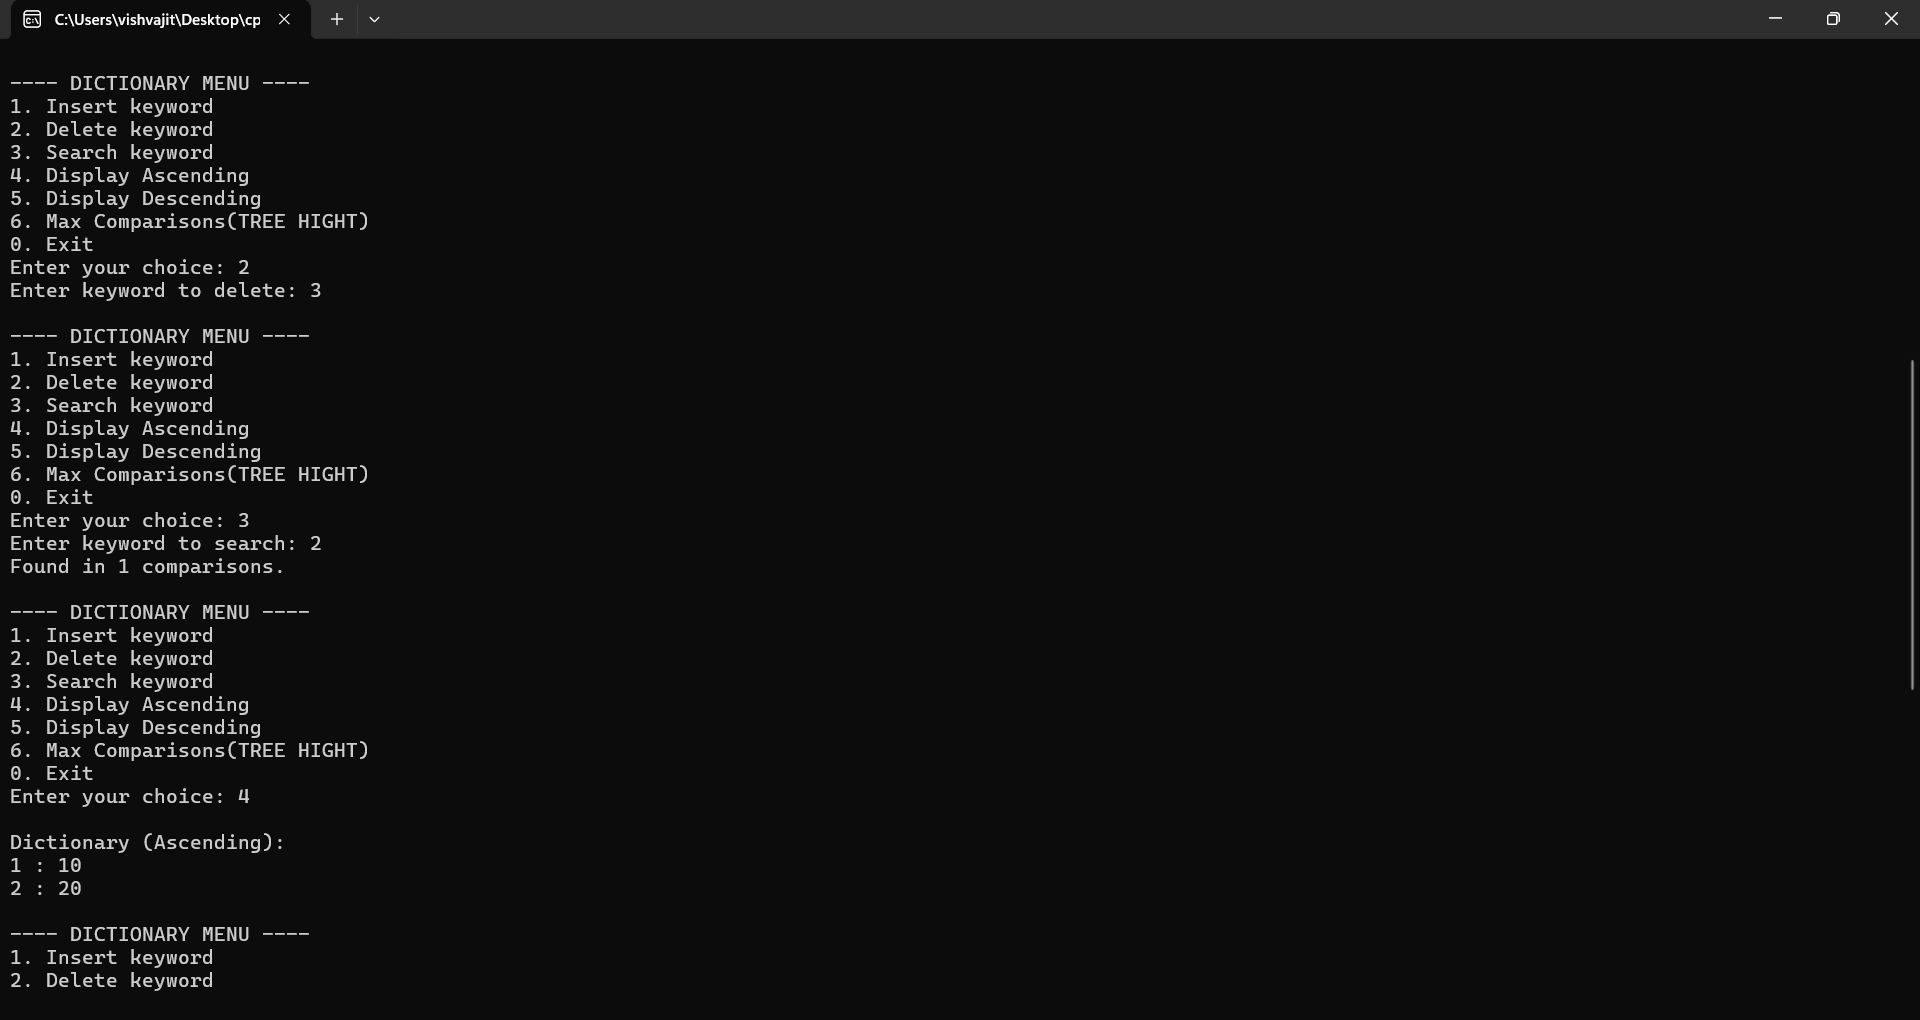 C:\Users\vishvajit\Desktop\cp
---- DICTIONARY MENU ----
1. Insert keyword
2. Delete keyword
3. Search keyword
4. Display Ascending
5. Display Descending
6. Max Comparisons(TREE HIGHT)
0. Exit
Enter your choice: 2
Enter keyword to delete: 3
---- DICTIONARY MENU ----
1. Insert keyword
2. Delete keyword
3. Search keyword
4. Display Ascending
5. Display Descending
6. Max Comparisons(TREE HIGHT)
0. Exit
Enter your choice: 3
Enter keyword to search: 2
Found in 1 comparisons.
---- DICTIONARY MENU ----
1. Insert keyword
2. Delete keyword
3. Search keyword
4. Display Ascending
5. Display Descending
6. Max Comparisons(TREE HIGHT)
0. Exit
Enter your choice: 4
Dictionary (Ascending):
1 : 10
2 : 20
---- DICTIONARY MENU ----
1. Insert keyword
2. Delete keyword